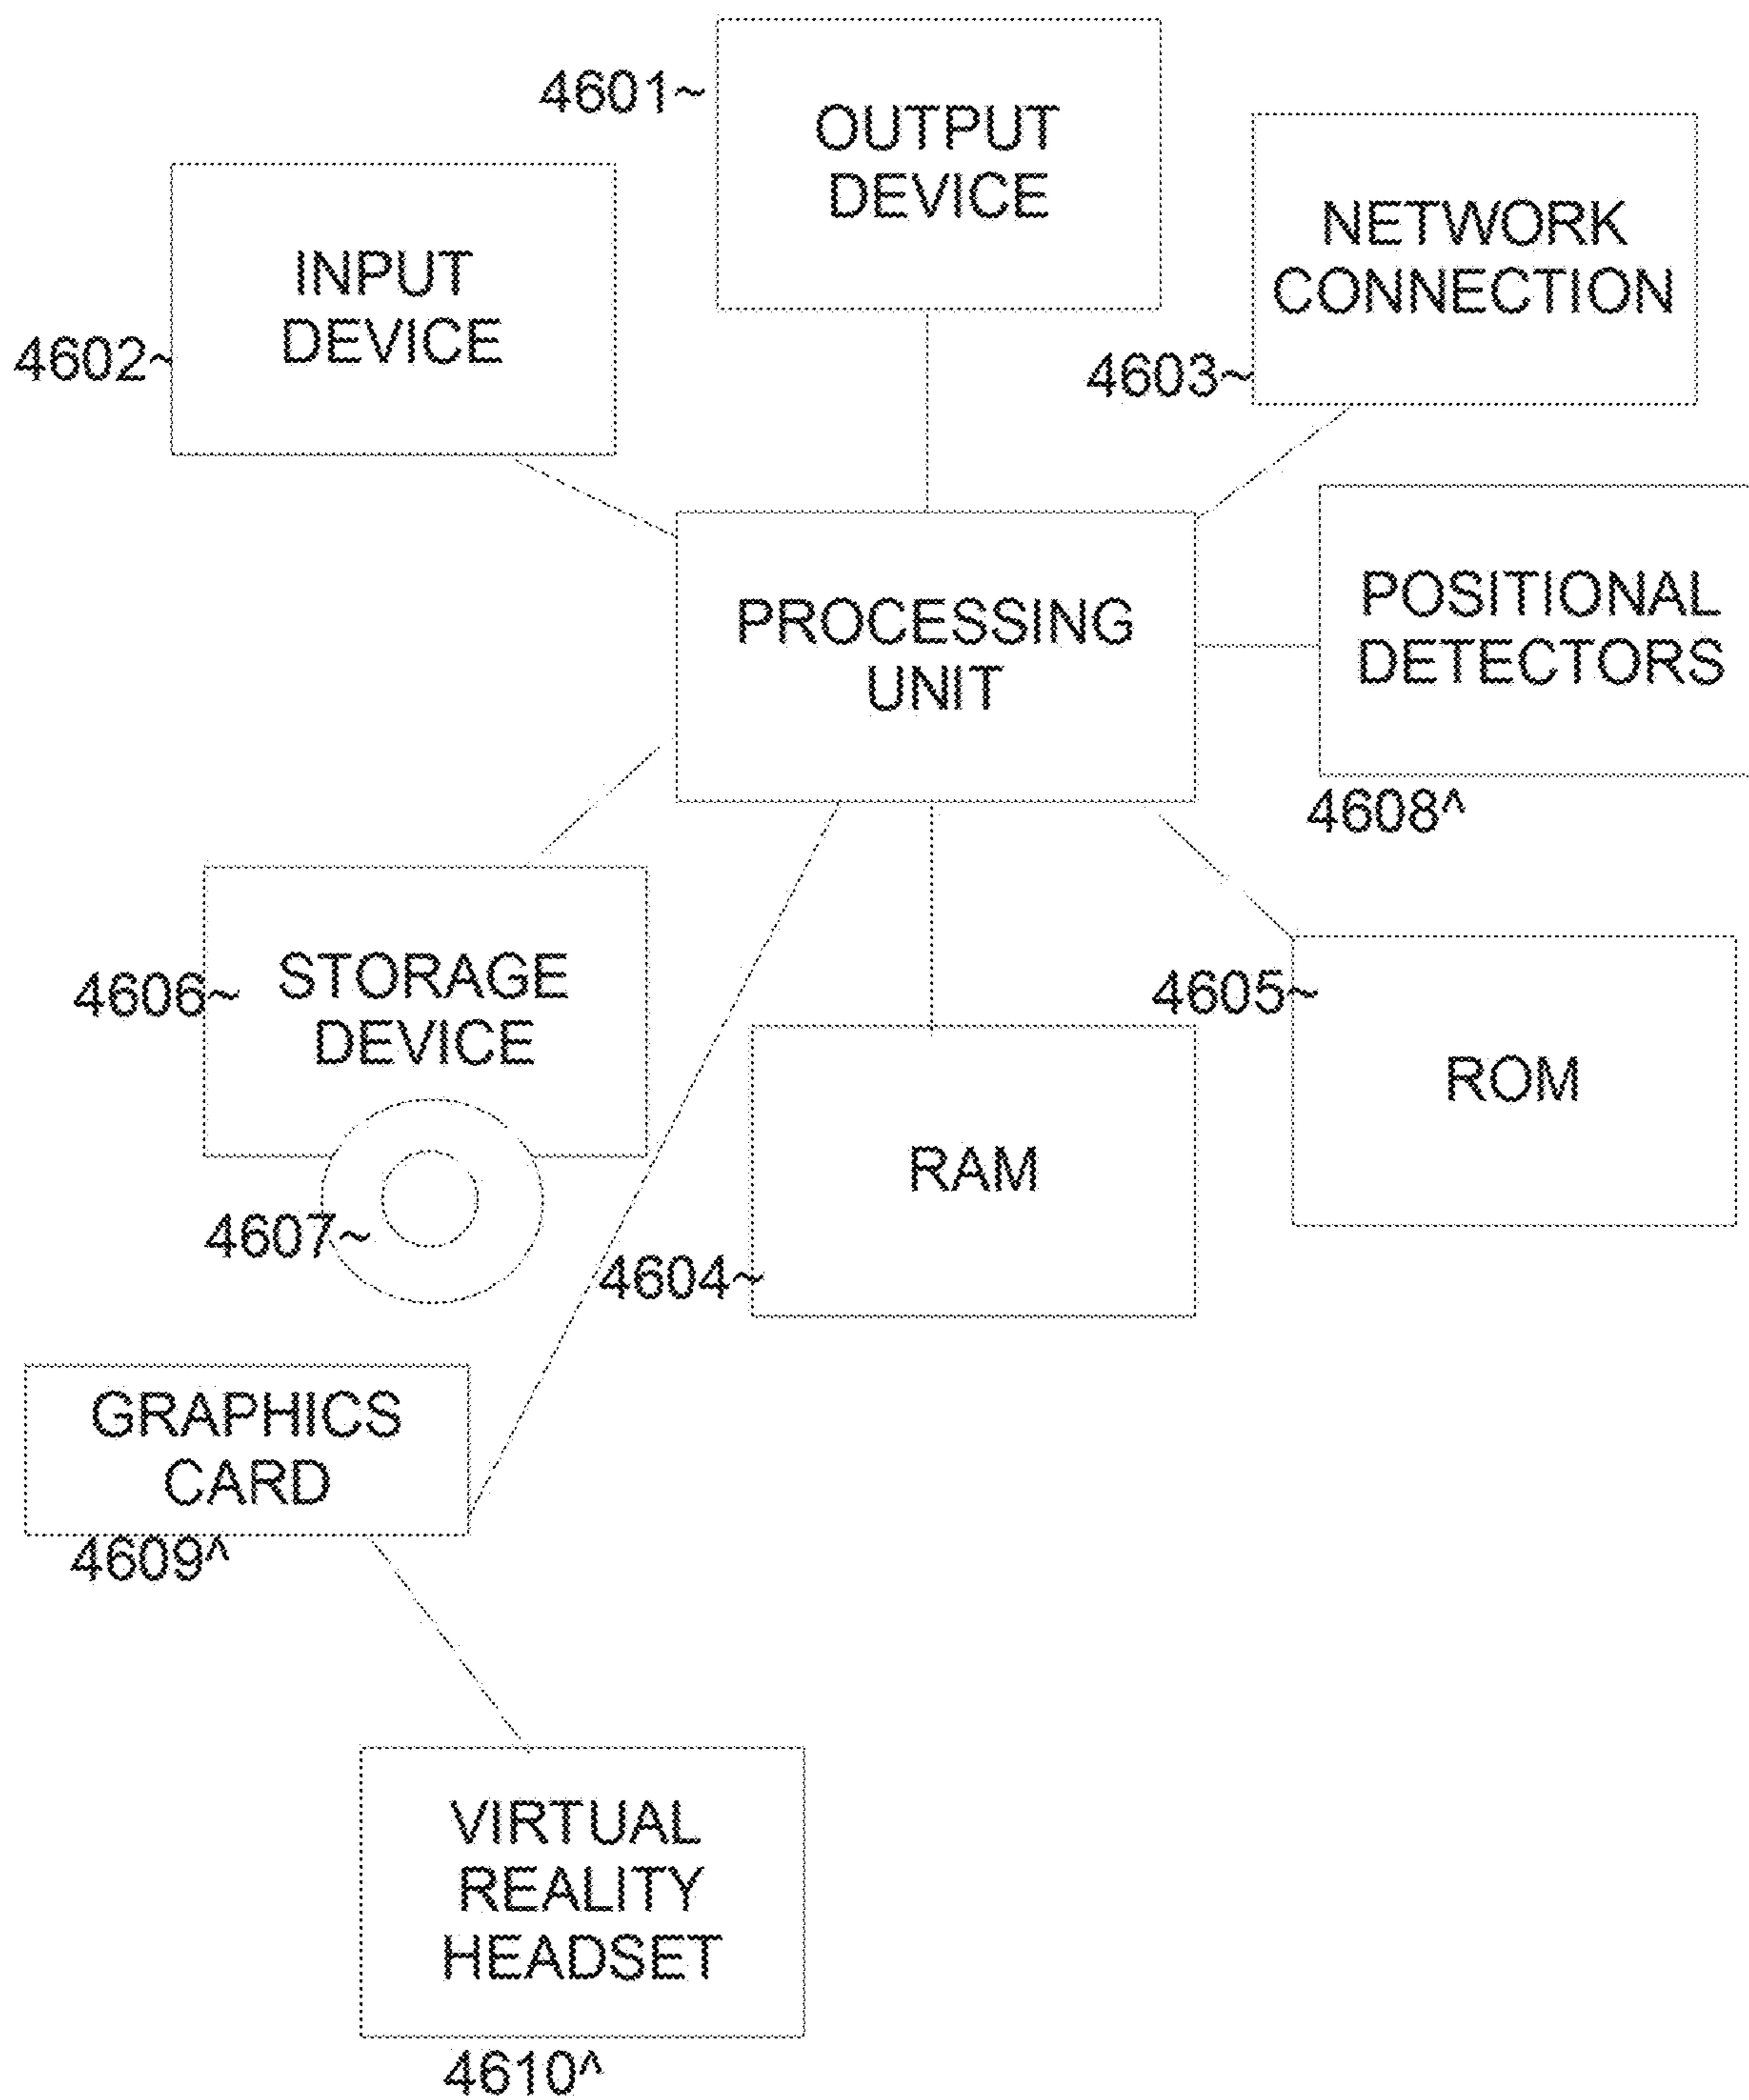 4601~
OUTPUT
DEVICE
INPUT
DEVICE
4602~
NETWORK
CONNECTION
4603~
PROCESSING
UNIT
POSITIONAL
DETECTORS
4608^
STORAGE
DEVICE
4606~
4607~
4605~
ROM
RAM
4604~
GRAPHICS
CARD
4609^
VIRTUAL
REALITY
HEADSET
4610^